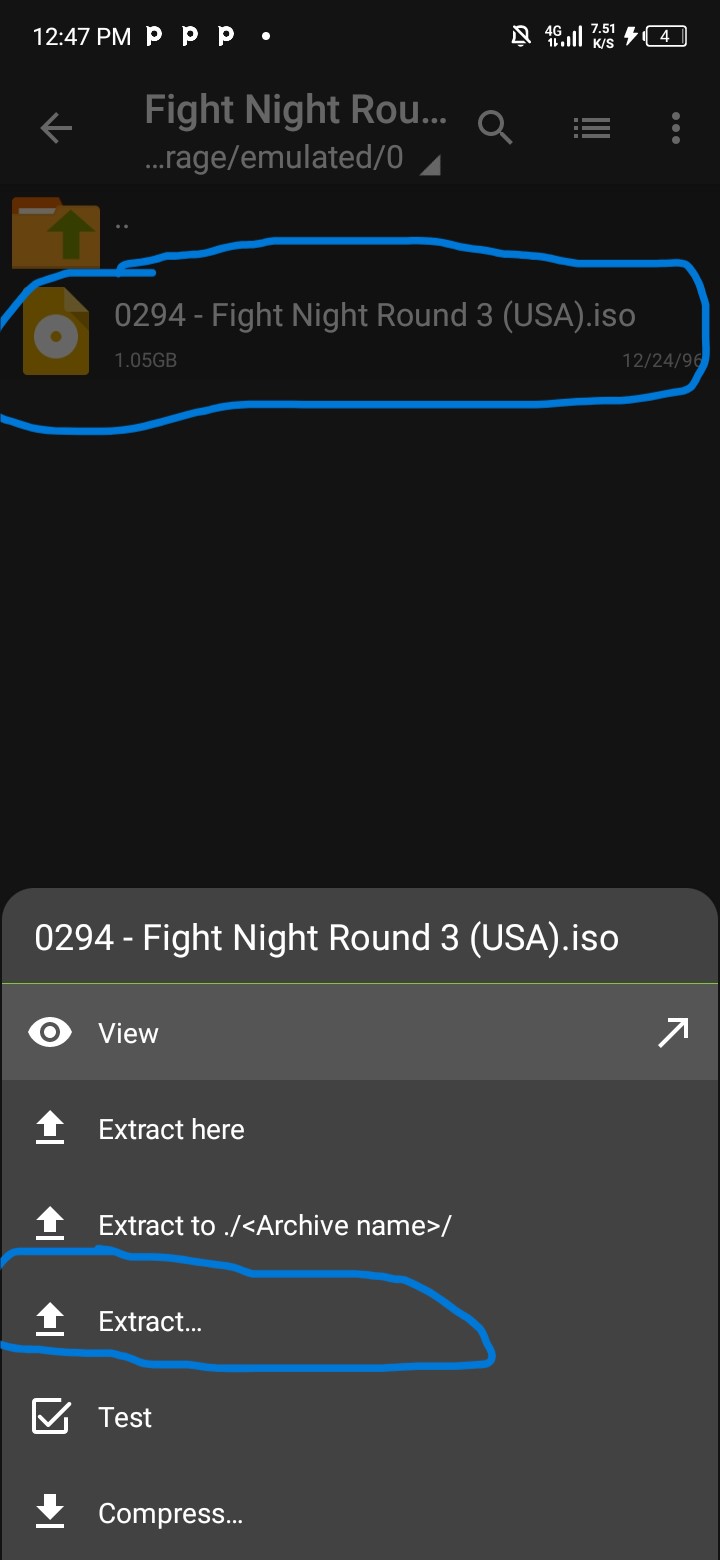 12:47 PM 4G 7.51 K/S 4
Fight Night Rou...
...rage/emulated/0
..
0294 - Fight Night Round 3 (USA).iso
1.05GB 12/24/96
0294 - Fight Night Round 3 (USA).iso
View
Extract here
Extract to ./<Archive name>/
Extract...
Test
Compress...